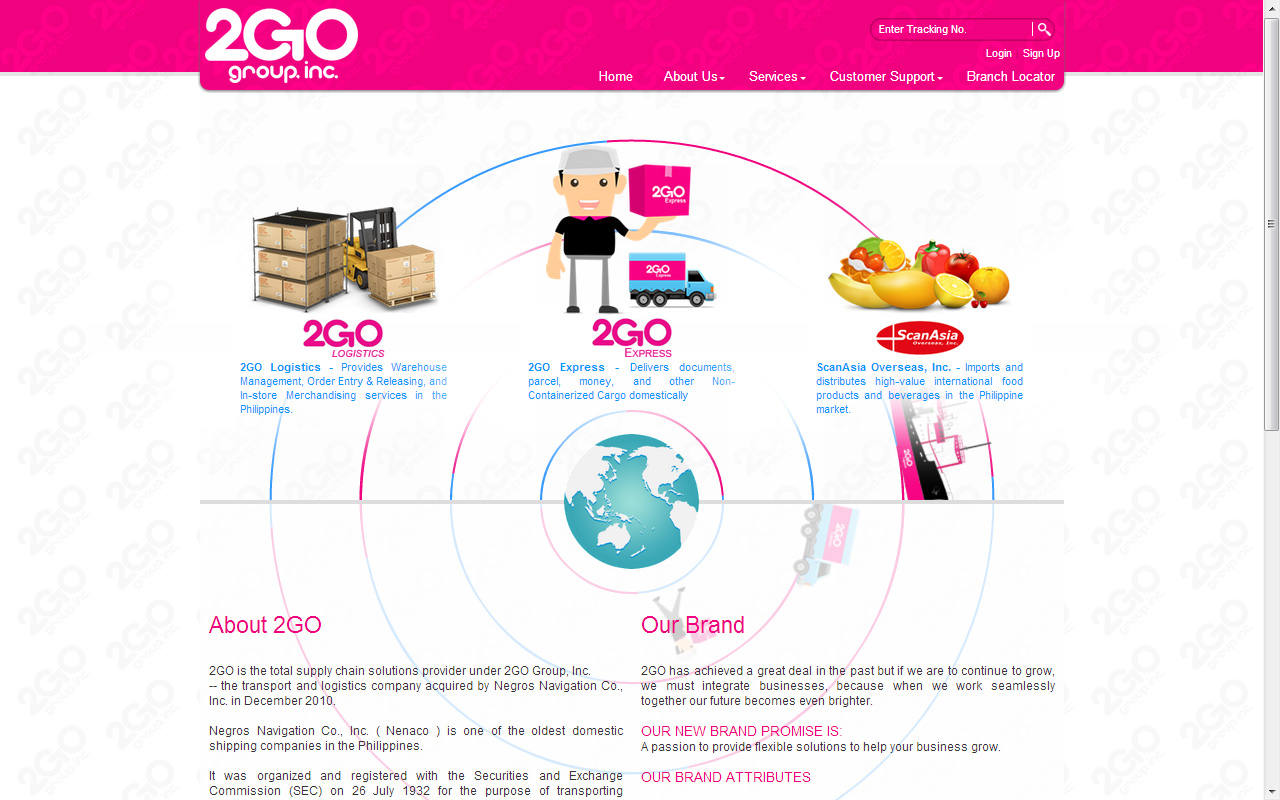 2GO
group. inc.
Enter Tracking No.
Login Sign Up
Home About Us Services Customer Support Branch Locator
2GO
Express
2GO
Express
2GO
LOGISTICS
2GO
EXPRESS
ScanAsia
Overseas, Inc.
2GO Logistics - Provides Warehouse
Management, Order Entry & Releasing, and
In-store Merchandising services in the
Philippines.
2GO Express - Delivers documents,
parcel, money, and other Non-
Containerized Cargo domestically
ScanAsia Overseas, Inc. - Imports and
distributes high-value international food
products and beverages in the Philippine
market.
2GO
2GO
About 2GO
2GO is the total supply chain solutions provider under 2GO Group, Inc.
-- the transport and logistics company acquired by Negros Navigation Co.,
Inc. in December 2010.
Negros Navigation Co., Inc. ( Nenaco ) is one of the oldest domestic
shipping companies in the Philippines.
It was organized and registered with the Securities and Exchange
Commission (SEC) on 26 July 1932 for the purpose of transporting
Our Brand
2GO has achieved a great deal in the past but if we are to continue to grow,
we must integrate businesses, because when we work seamlessly
together our future becomes even brighter.
OUR NEW BRAND PROMISE IS:
A passion to provide flexible solutions to help your business grow.
OUR BRAND ATTRIBUTES